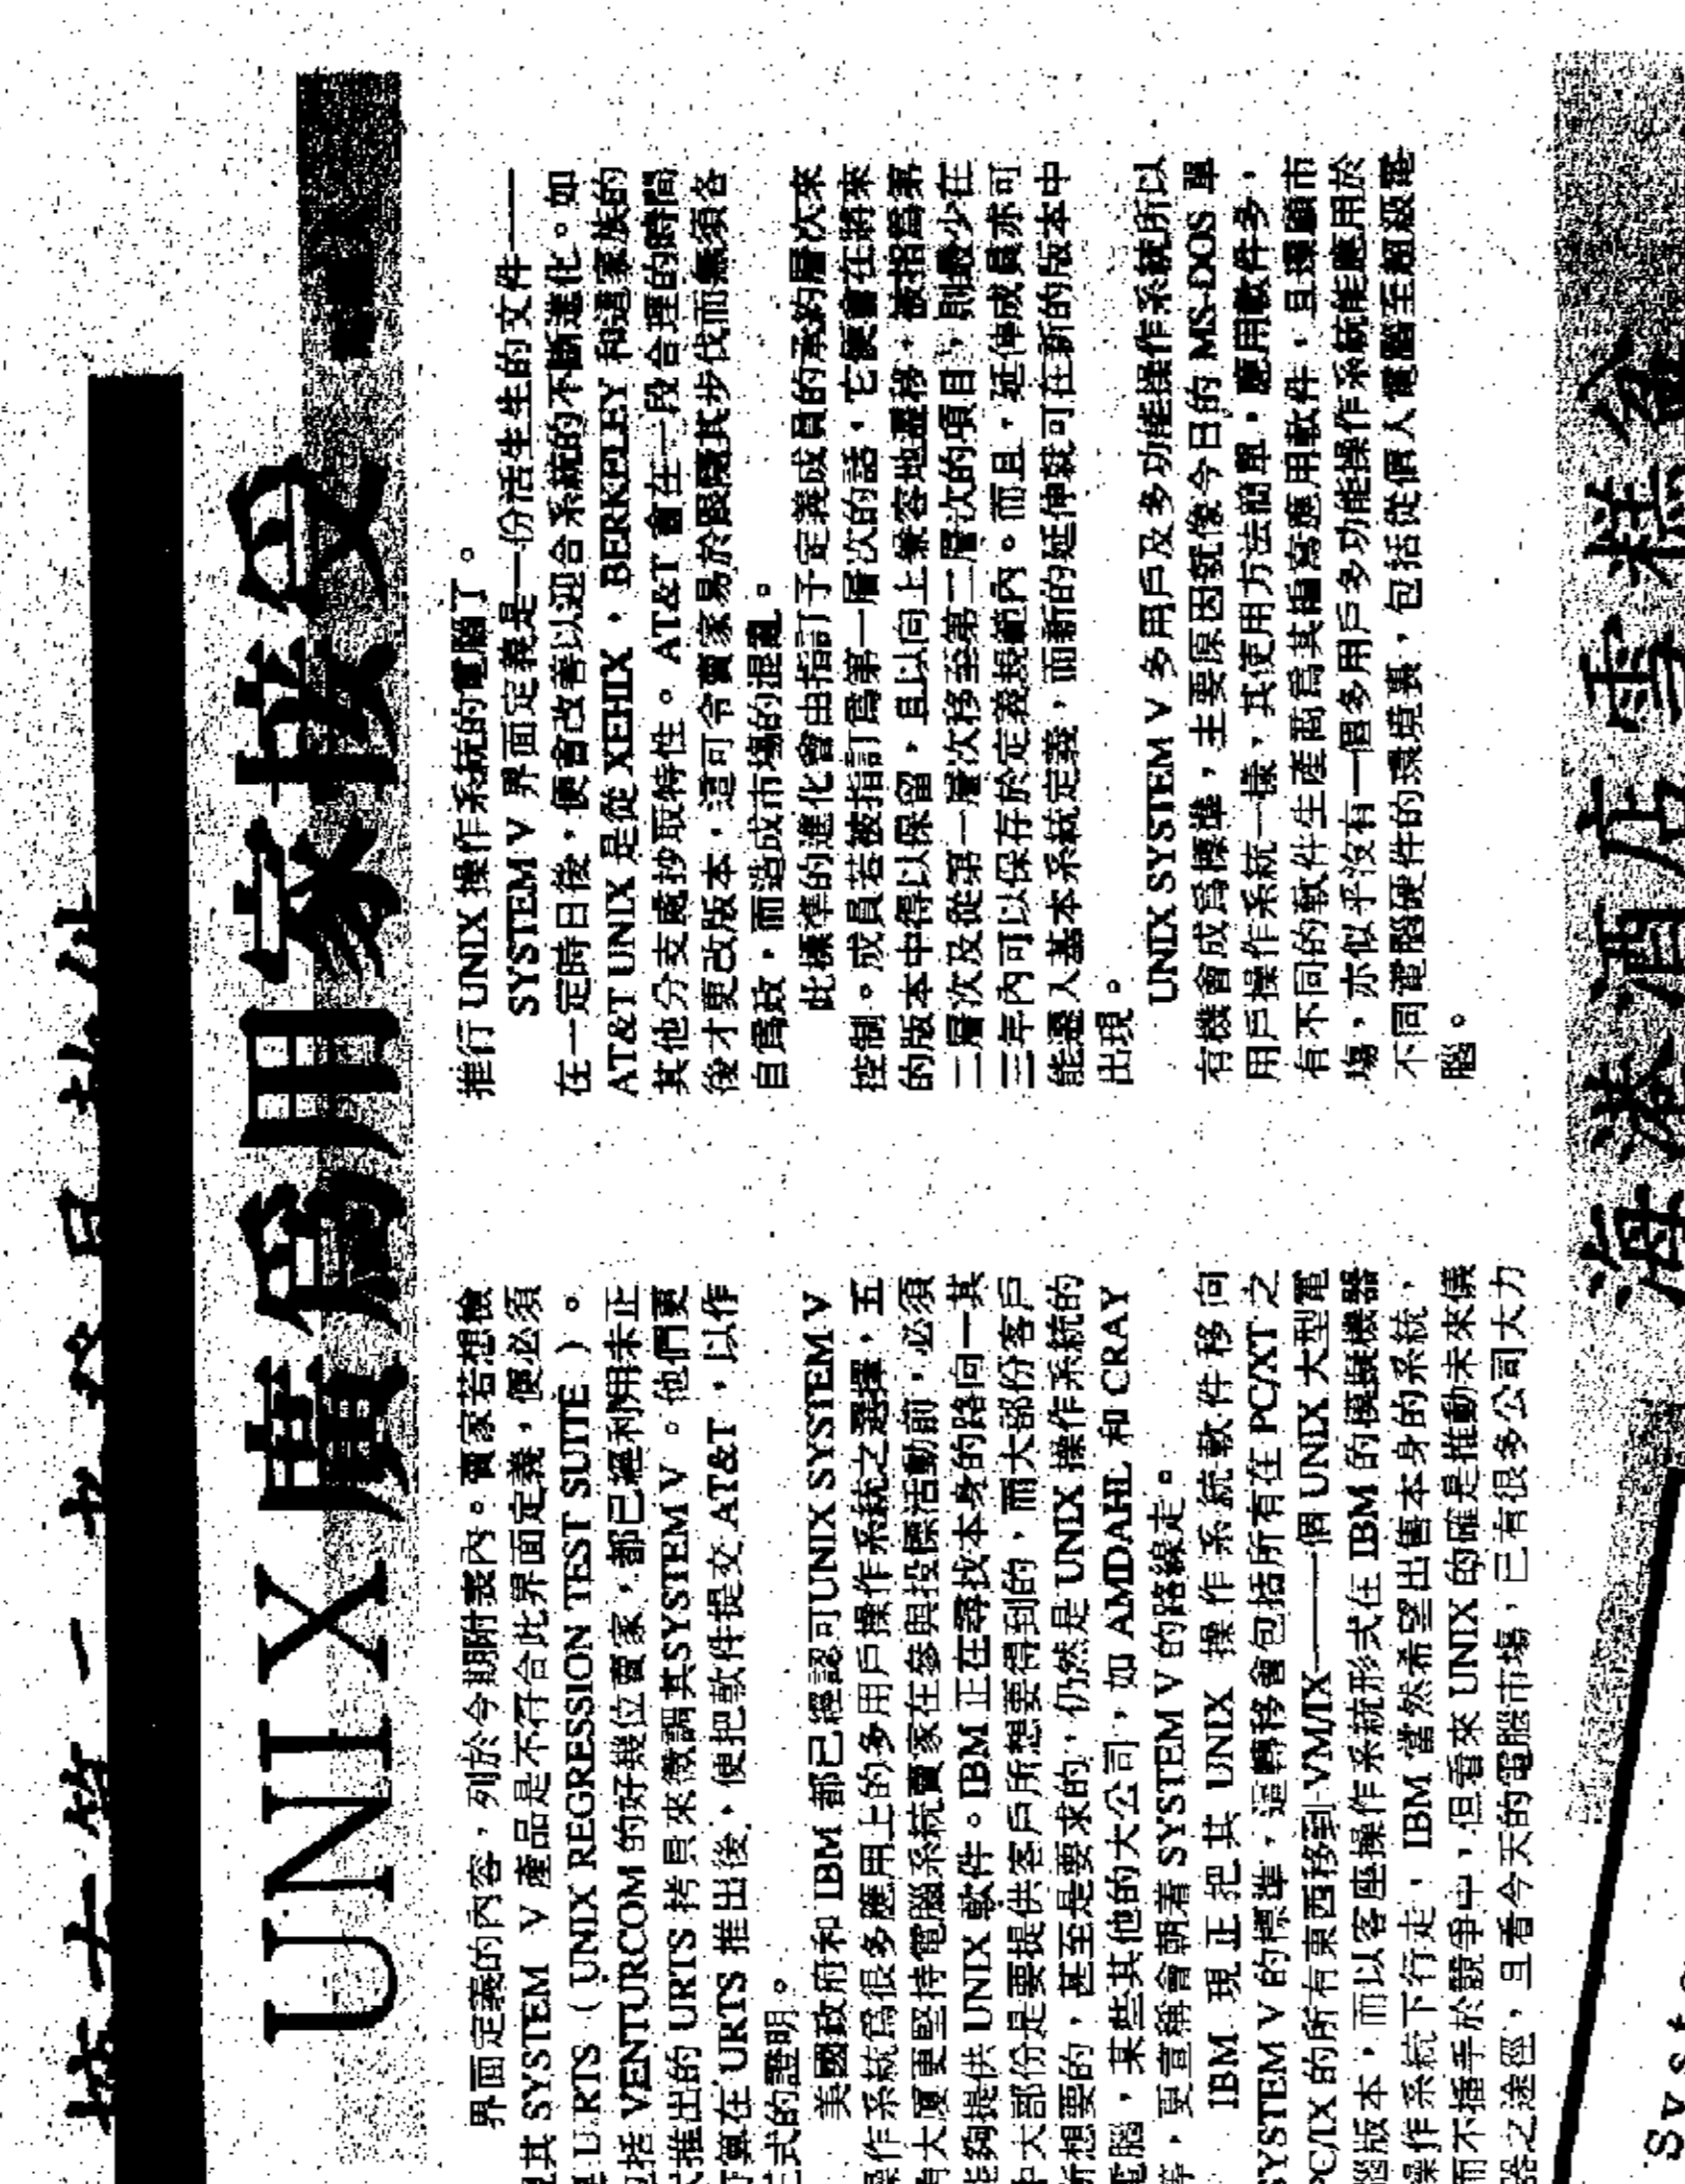 UNIX 廣爲用家接受
界面定義的內容，列於今期附表內。賣家若想檢
其 SYSTEM V 產品是不符合此界面定義，便必須
URTS（UNIX REGRESSION TEST SUITE）。
括 VENTURCOM 的好幾位賣家，都已經利用未正
推出的 URTS 拷貝來微調其SYSTEM V。他們更
算在 URTS 推出後，便把軟件提交 AT&T，以作
式的證明。
美國政府和 IBM 都已經認可UNIX SYSTEM V
操作系統爲很多應用上的多用戶操作系統之選擇，五
角大廈更堅持電腦系統賣家在參與投標活動前，必須
能夠提供 UNIX 軟件。IBM 正在尋找本身的路向—其
中大部份是要提供客戶所想要得到的，而大部份客戶
所想要的，甚至是要求的，仍然是 UNIX 操作系統的
電腦，某些其他的大公司，如 AMDAHL 和 CRAY
等，更宣稱會朝着 SYSTEM V 的路綫走。
IBM 現正把其 UNIX 操作系統軟件移向
SYSTEM V 的標準，這轉移會包括所有在 PC/XT 之
PC/IX 的所有東西移到 VM/IX——一個 UNIX 大型電
腦版本，而以客座操作系統形式在 IBM 的模擬機器
操作系統下行走，IBM 當然希望出售本身的系統，
而不播手於競爭中，但看來 UNIX 的確是推動未來儀
器之途徑，且看今天的電腦市場，已有很多公司大力
推行 UNIX 操作系統的電腦了。
SYSTEM V 界面定義是一份活生生的文件——
在一定時日後，便會改善以迎合系統的不斷進化。如
AT&T UNIX 是從 XEHIX，BERKELEY 和這家族的
其他分支處抄取特性。AT&T 會在一段合理的時間
後才更改版本，這可令賣家易於跟隨其步伐而無須各
自爲政，而造成市場的混亂。
此標準的進化會由指訂于定義成員的承約層次來
控制。成員若被指訂爲第一層次的話，它便會在將來
的版本中得以保留，且以向上兼容地遷移，被指爲第
二層次及從第一層次移至第二層次的項目，則最少在
三年內可以保存於定義規範內。而且，延伸成員亦可
能遷入基本系統定義，而新的延伸就可在新的版本中
出現。
UNIX SYSTEM V 多用戶及多功能操作系統所以
有機會成爲標準，主要原因就像今日的 MS-DOS 單
用戶操作系統一樣，其使用方法簡單，應用軟件多，
有不同的軟件生產商爲其編寫應用軟件，且環顧市
場，亦似乎沒有一個多用戶多功能操作系統能應用於
不同電腦硬件的環境裏，包括從個人電腦至超級電
腦。
海港酒店雪糕
Syst